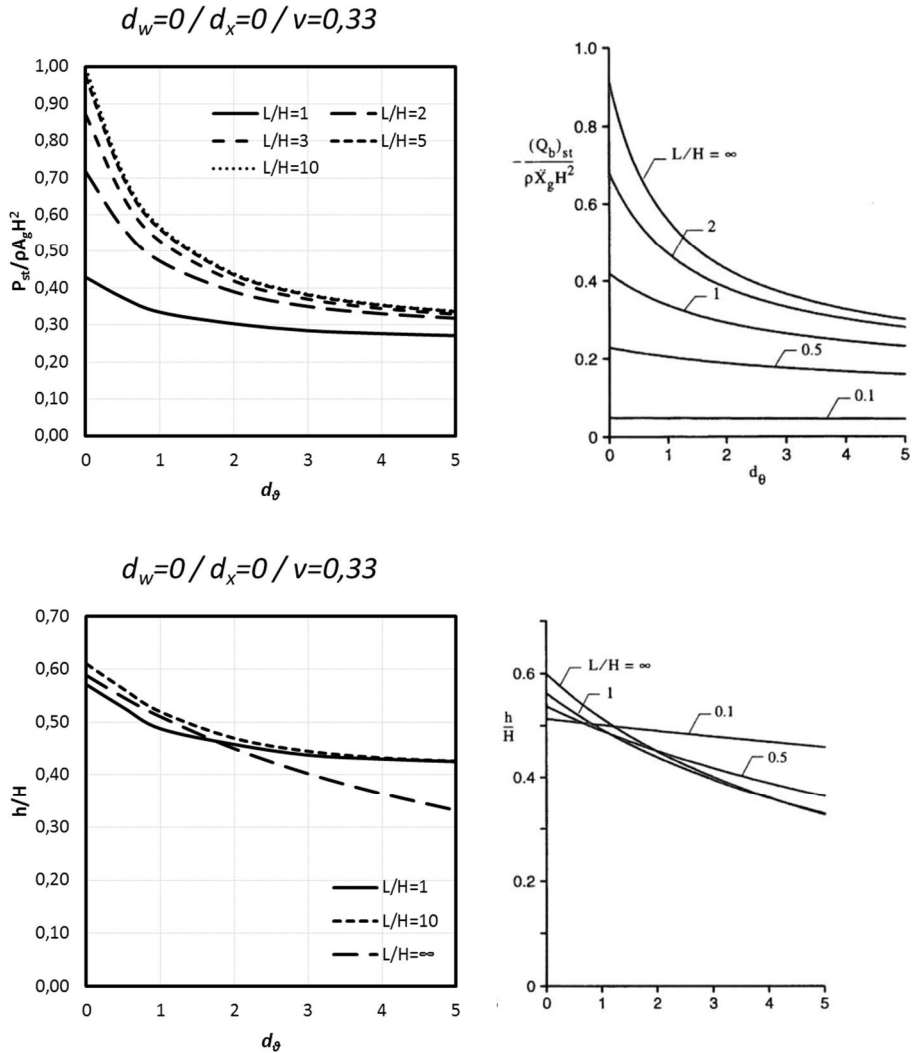 d_w=0 / d_x=0 / v=0,33
1,00
0,90
0,80
0,70
0,60
0,50
0,40
0,30
0,20
0,10
0,00
P_st/ρA_gH²
L/H=1 L/H=2
L/H=3 L/H=5
L/H=10
0 1 2 3 4 5
d_ϑ
1.0
0.8
0.6
0.4
0.2
0
-(Q_b)_st / ρẌ_gH²
L/H = ∞
2
1
0.5
0.1
0 1 2 3 4 5
d_θ
d_w=0 / d_x=0 / v=0,33
0,70
0,60
0,50
0,40
0,30
0,20
0,10
0,00
h/H
L/H=1
L/H=10
L/H=∞
0 1 2 3 4 5
d_ϑ
0.6
0.4
0.2
0
h/H
L/H = ∞
1
0.1
0.5
0 1 2 3 4 5